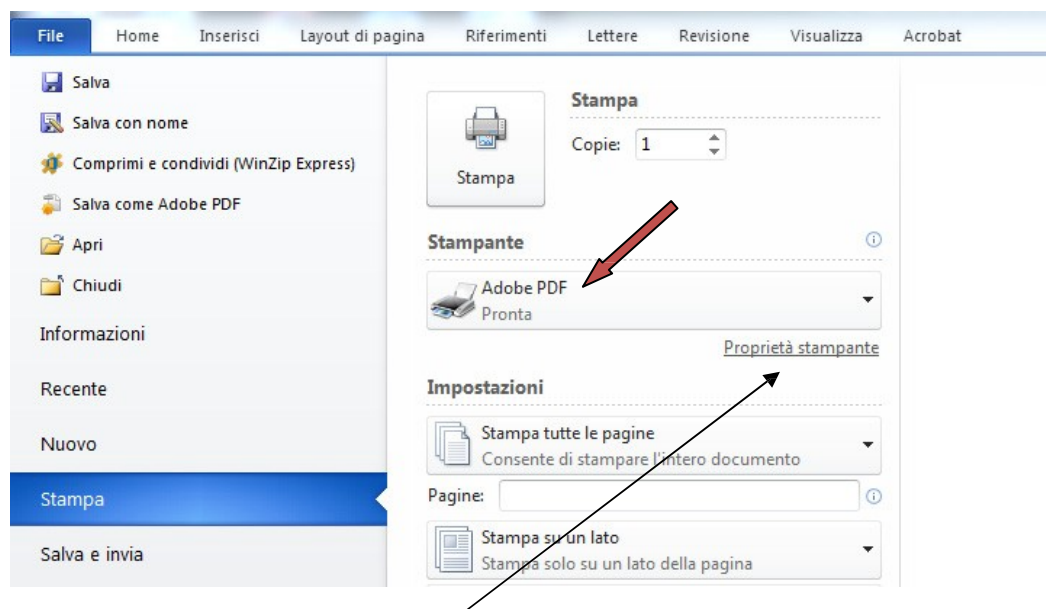 File Home Inserisci Layout di pagina Riferimenti Lettere Revisione Visualizza Acrobat
Salva
Salva con nome
Comprimi e condividi (WinZip Express)
Salva come Adobe PDF
Apri
Chiudi
Informazioni
Recente
Nuovo
Stampa
Salva e invia
Stampa
Stampa
Copie: 1
Stampante
Adobe PDF
Pronta
Proprietà stampante
Impostazioni
Stampa tutte le pagine
Consente di stampare l'intero documento
Pagine:
Stampa su un lato
Stampa solo su un lato della pagina